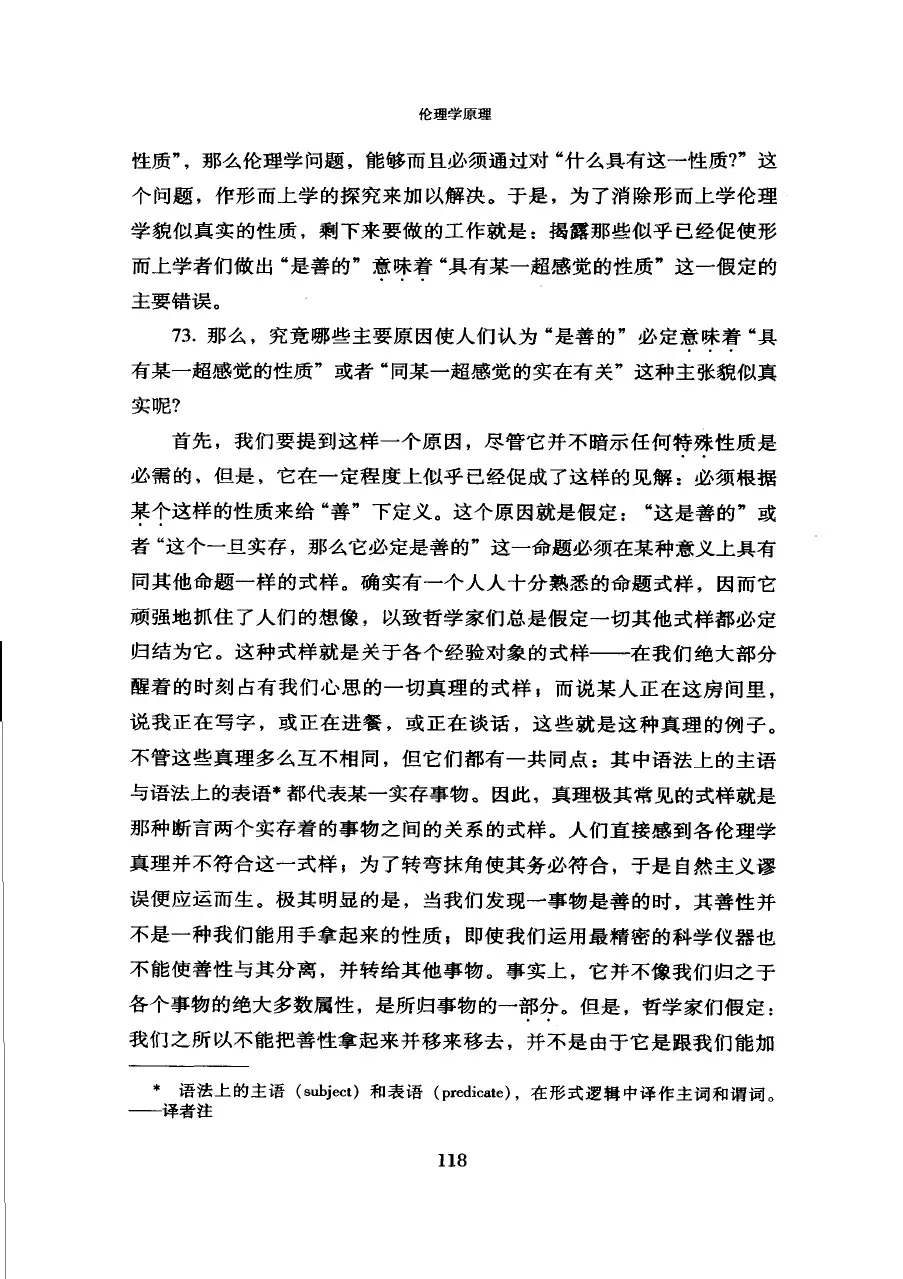 伦理学原理
性质”，那么伦理学问题，能够而且必须通过对“什么具有这一性质?”这
个问题，作形而上学的探究来加以解决。于是，为了消除形而上学伦理
学貌似真实的性质，剩下来要做的工作就是：揭露那些似乎已经促使形
而上学者们做出“是善的”意味着“具有某一超感觉的性质”这一假定的
主要错误。
73. 那么，究竟哪些主要原因使人们认为“是善的”必定意味着“具
有某一超感觉的性质”或者“同某一超感觉的实在有关”这种主张貌似真
实呢?
首先，我们要提到这样一个原因，尽管它并不暗示任何特殊性质是
必需的，但是，它在一定程度上似乎已经促成了这样的见解：必须根据
某个这样的性质来给“善”下定义。这个原因就是假定：“这是善的”或
者“这个一旦实存，那么它必定是善的”这一命题必须在某种意义上具有
同其他命题一样的式样。确实有一个人人十分熟悉的命题式样，因而它
顽强地抓住了人们的想像，以致哲学家们总是假定一切其他式样都必定
归结为它。这种式样就是关于各个经验对象的式样——在我们绝大部分
醒着的时刻占有我们心思的一切真理的式样；而说某人正在这房间里，
说我正在写字，或正在进餐，或正在谈话，这些就是这种真理的例子。
不管这些真理多么互不相同，但它们都有一共同点：其中语法上的主语
与语法上的表语*都代表某一实存事物。因此，真理极其常见的式样就是
那种断言两个实存着的事物之间的关系的式样。人们直接感到各伦理学
真理并不符合这一式样；为了转弯抹角使其务必符合，于是自然主义谬
误便应运而生。极其明显的是，当我们发现一事物是善的时，其善性并
不是一种我们能用手拿起来的性质；即使我们运用最精密的科学仪器也
不能使善性与其分离，并转给其他事物。事实上，它并不像我们归之于
各个事物的绝大多数属性，是所归事物的一部分。但是，哲学家们假定：
我们之所以不能把善性拿起来并移来移去，并不是由于它是跟我们能加
* 语法上的主语（subject）和表语（predicate），在形式逻辑中译作主词和谓词。
——译者注
118